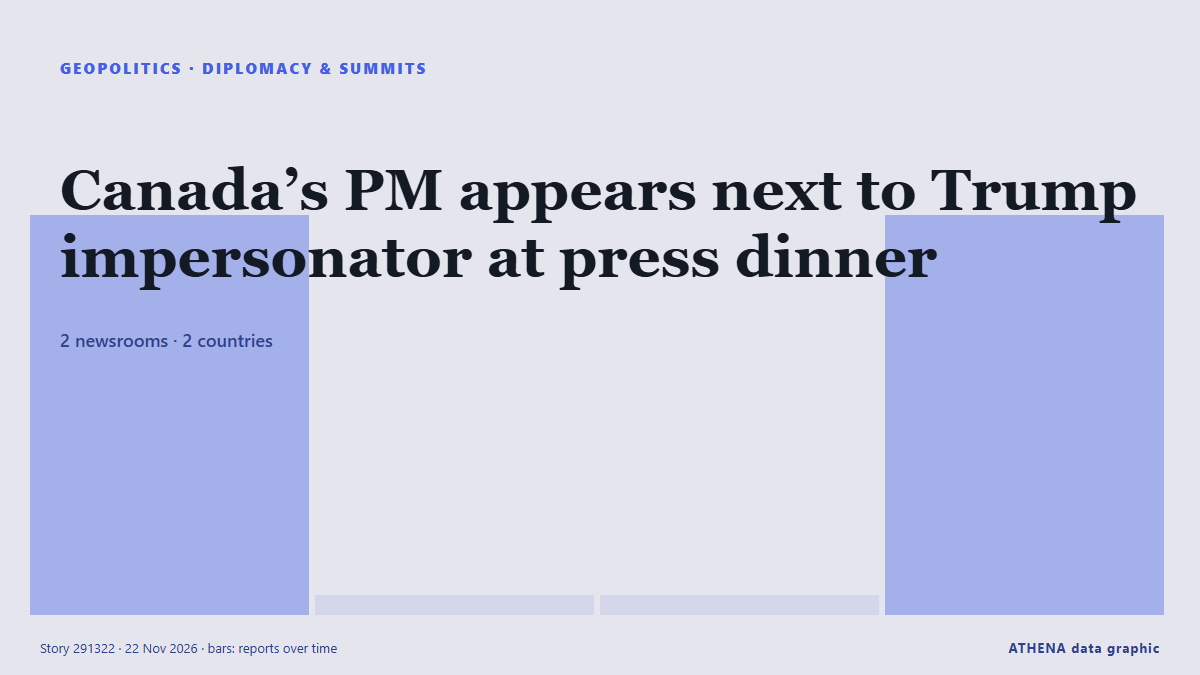 GEOPOLITICS · DIPLOMACY & SUMMITS
Canada’s PM appears next to Trump
impersonator at press dinner
2 newsrooms · 2 countries
Story 291322 · 22 Nov 2026 · bars: reports over time
ATHENA data graphic